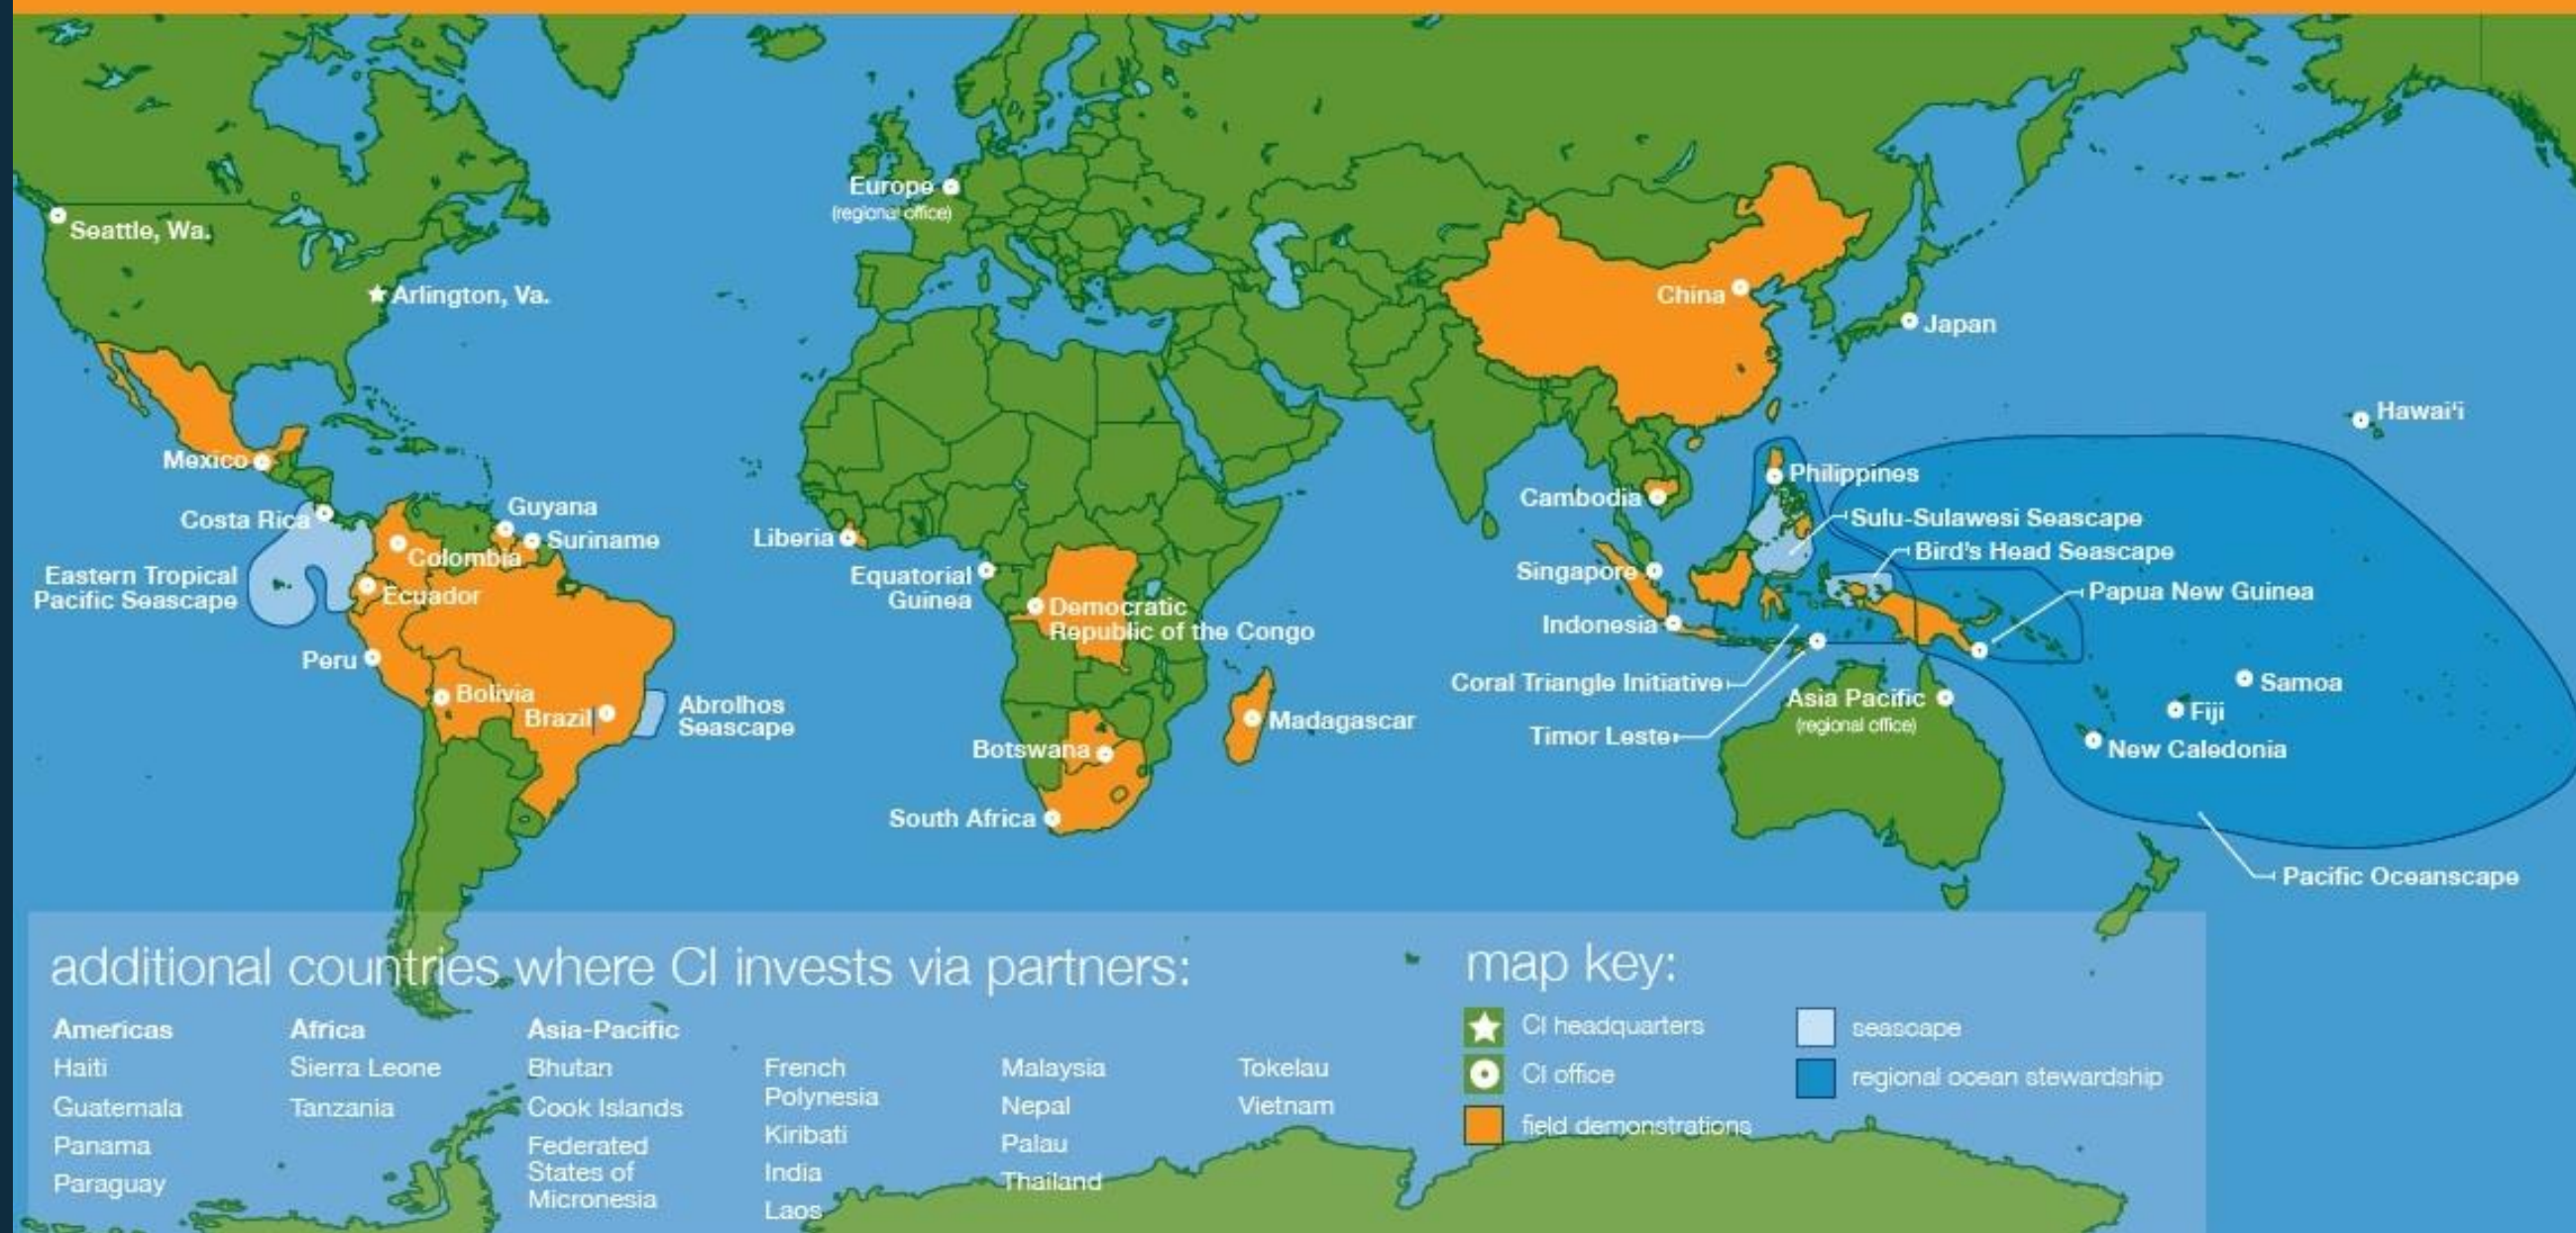 Seattle, Wa.
Arlington, Va.
Europe
(regional office)
China
Japan
Hawai‘i
Mexico
Costa Rica
Guyana
Suriname
Colombia
Ecuador
Eastern Tropical
Pacific Seascape
Peru
Bolivia
Brazil
Abrolhos
Seascape
Liberia
Equatorial
Guinea
Democratic
Republic of the Congo
Madagascar
Botswana
South Africa
Philippines
Cambodia
Sulu-Sulawesi Seascape
Bird's Head Seascape
Singapore
Papua New Guinea
Indonesia
Coral Triangle Initiative
Timor Leste
Asia Pacific
(regional office)
Samoa
Fiji
New Caledonia
Pacific Oceanscape
additional countries where CI invests via partners:
Americas
Haiti
Guatemala
Panama
Paraguay
Africa
Sierra Leone
Tanzania
Asia-Pacific
Bhutan
Cook Islands
Federated
States of
Micronesia
French
Polynesia
Kiribati
India
Laos
Malaysia
Nepal
Palau
Thailand
Tokelau
Vietnam
map key:
CI headquarters
CI office
field demonstrations
seascape
regional ocean stewardship